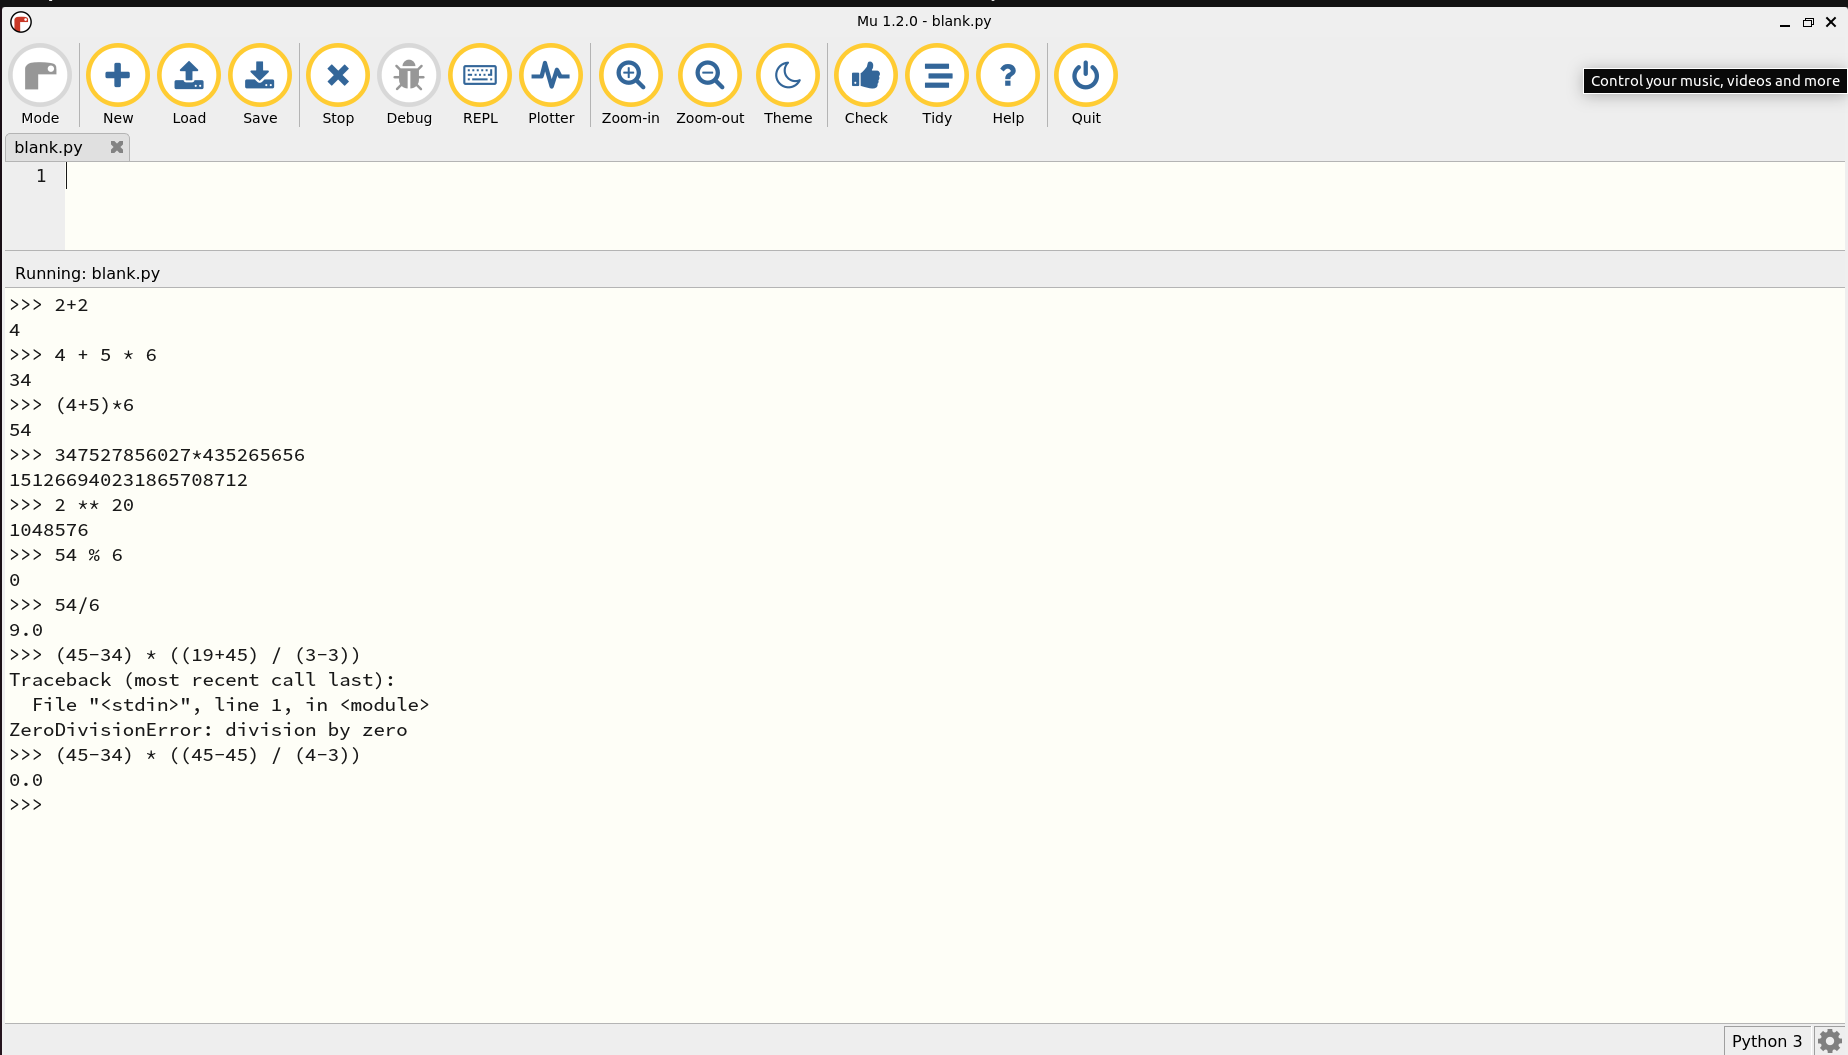 Mu 1.2.0 - blank.py
Mode New Load Save Stop Debug REPL Plotter Zoom-in Zoom-out Theme Check Tidy Help Quit
Control your music, videos and more
blank.py
1
Running: blank.py
>>> 2+2
4
>>> 4 + 5 * 6
34
>>> (4+5)*6
54
>>> 347527856027*435265656
151266940231865708712
>>> 2 ** 20
1048576
>>> 54 % 6
0
>>> 54/6
9.0
>>> (45-34) * ((19+45) / (3-3))
Traceback (most recent call last):
  File "<stdin>", line 1, in <module>
ZeroDivisionError: division by zero
>>> (45-34) * ((45-45) / (4-3))
0.0
>>>
Python 3